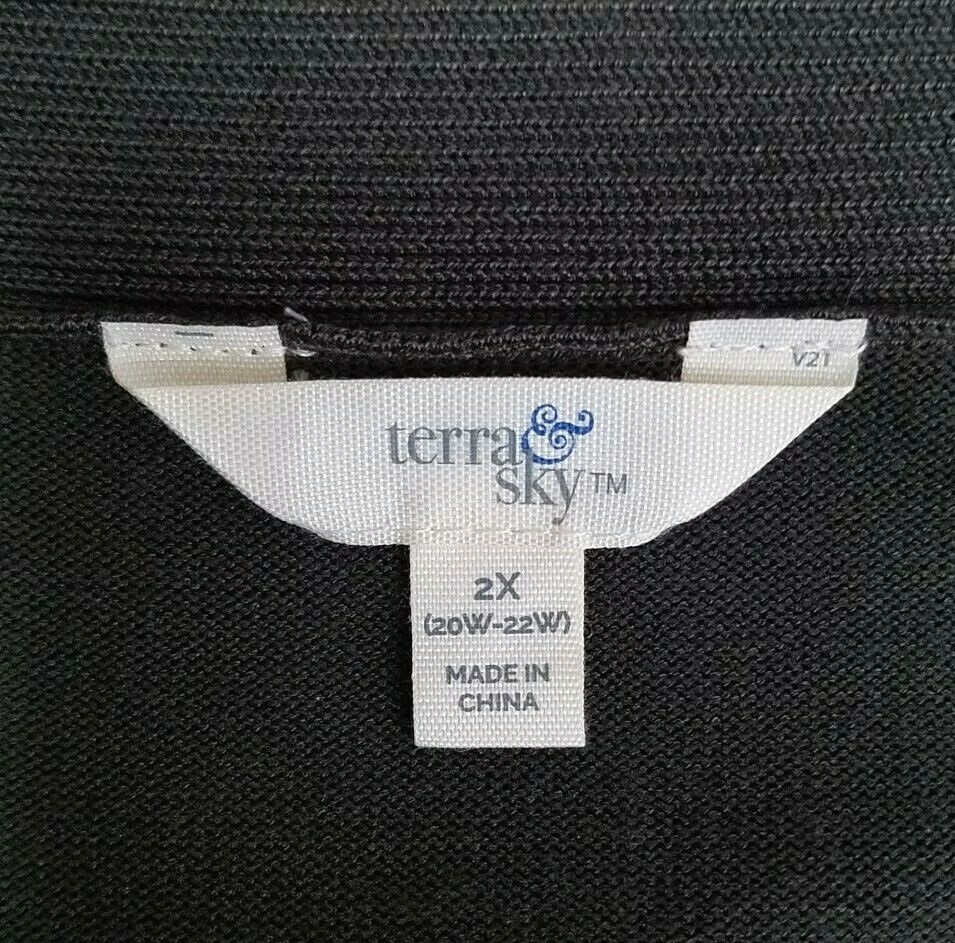 V21
terra &
sky™
2X
(20W-22W)
MADE IN
CHINA